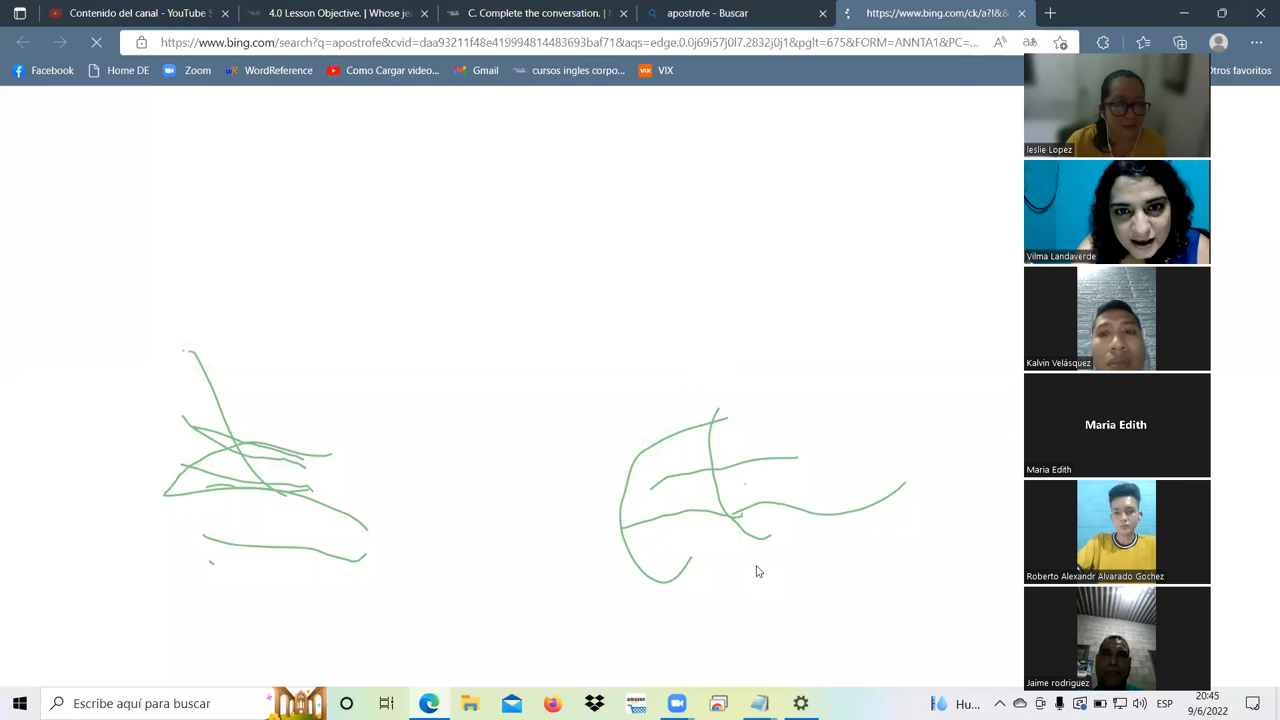 Contenido del canal - YouTube S
4.0 Lesson Objective. | Whose jea
C. Complete the conversation. | M
apostrofe - Buscar
https://www.bing.com/ck/a?!&&
https://www.bing.com/search?q=apostrofe&cvid=daa93211f48e419994814483693baf71&aqs=edge.0.0j69i57j0l7.2832j0j1&pglt=675&FORM=ANNTA1&PC=...
Facebook
Home DE
Zoom
WordReference
Como Cargar video...
Gmail
cursos ingles corpo...
VIX
Otros favoritos
leslie Lopez
Vilma Landaverde
Kalvin Velásquez
Maria Edith
Maria Edith
Roberto Alexandr Alvarado Gochez
Jaime rodriguez
Escribe aquí para buscar
amazon
Hu...
ESP
20:45
9/6/2022